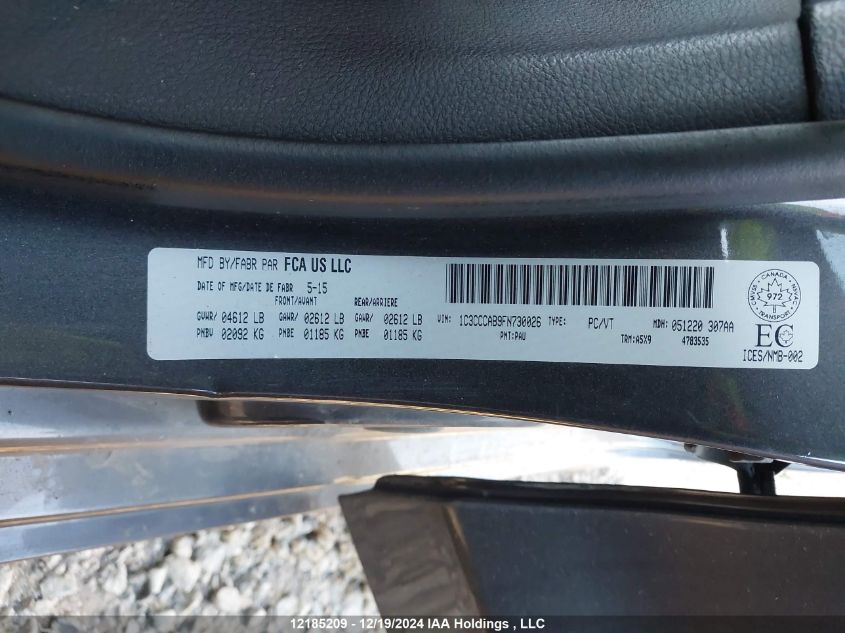 MFD BY/FABR PAR FCA US LLC
DATE OF MFG/DATE DE FABR 5-15
FRONT/AVANT REAR/ARRIERE
GVWR/ 04612 LB GAWR/ 02612 LB GAWR/ 02612 LB
PNBV 02092 KG PNBE 01185 KG PNBE 01185 KG
VIN: 1C3CCCAB9FN730026 TYPE: PC/VT MDH: 051220 307AA
PNT: PAU TRM: A5X9 4783535
CANADA
CMVSS NSVAC
972
TRANSPORT
EC
ICES/NMB-002
12185209 - 12/19/2024 IAA Holdings , LLC